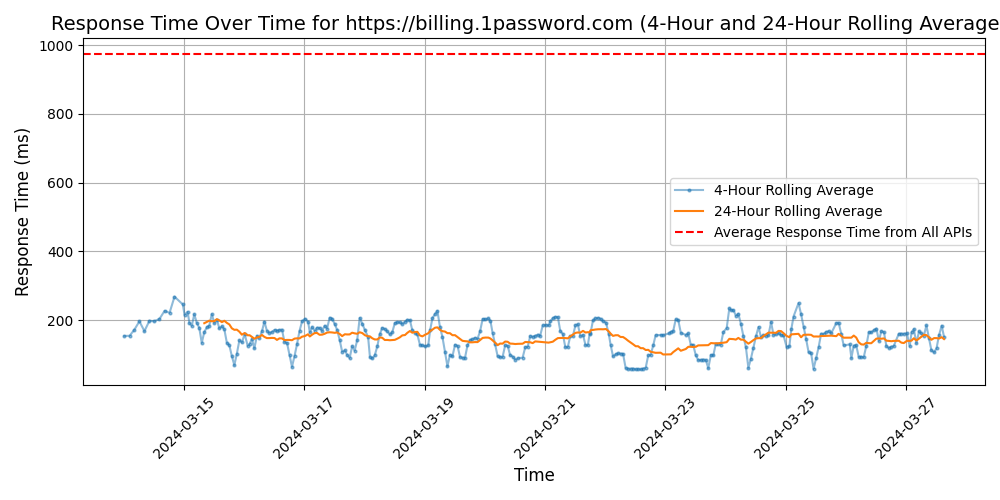 Response Time Over Time for https://billing.1password.com (4-Hour and 24-Hour Rolling Average
Response Time (ms)
1000
800
600
400
200
4-Hour Rolling Average
24-Hour Rolling Average
Average Response Time from All APIs
2024-03-15
2024-03-17
2024-03-19
2024-03-21
2024-03-23
2024-03-25
2024-03-27
Time